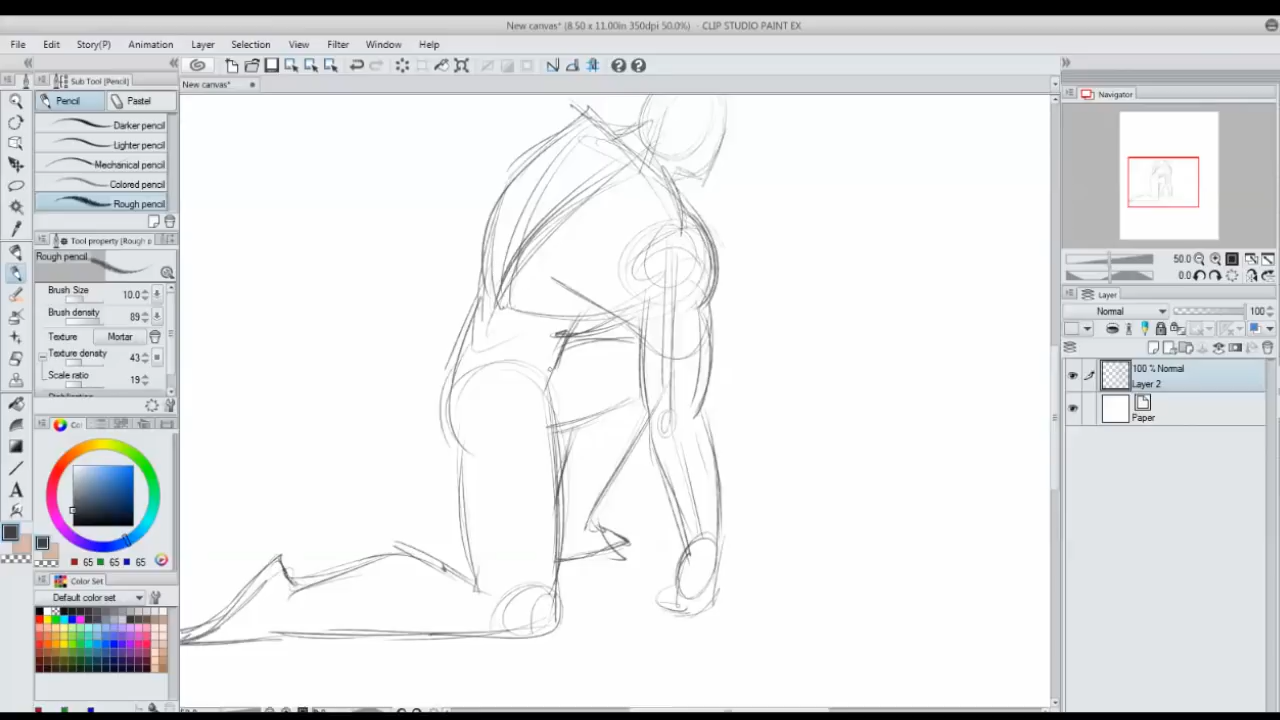 New canvas* (8.50 x 11.00in 350dpi 50.0%) - CLIP STUDIO PAINT EX
File Edit Story(P) Animation Layer Selection View Filter Window Help
Sub Tool [Pencil]
New canvas*
Pencil
Pastel
Darker pencil
Lighter pencil
Mechanical pencil
Colored pencil
Rough pencil
Tool property [Rough p
Rough pencil
Brush Size 10.0
Brush density 89
Texture Mortar
Texture density 43
Scale ratio 19
Co
65 65 65
Color Set
Default color set
A
Navigator
50.0
0.0
Layer
Normal 100
100 % Normal
Layer 2
Paper